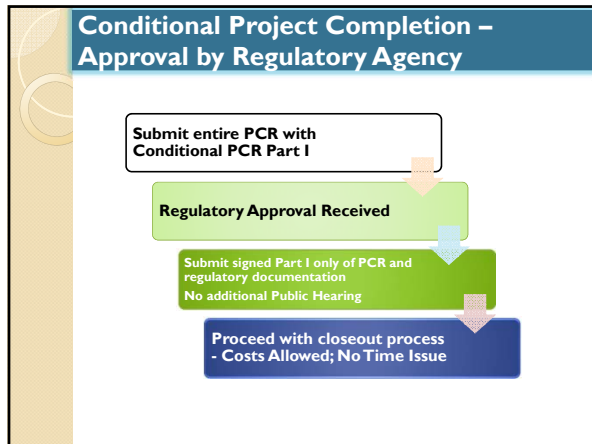 Conditional Project Completion –
Approval by Regulatory Agency
Submit entire PCR with
Conditional PCR Part I
Regulatory Approval Received
Submit signed Part I only of PCR and
regulatory documentation
No additional Public Hearing
Proceed with closeout process
- Costs Allowed; No Time Issue